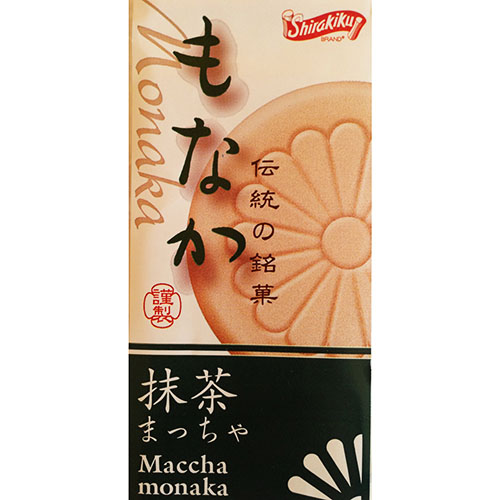 Shirakiku
BRAND®
Monaka
もなか
伝統の銘菓
謹製
抹茶
まっちゃ
Maccha
monaka